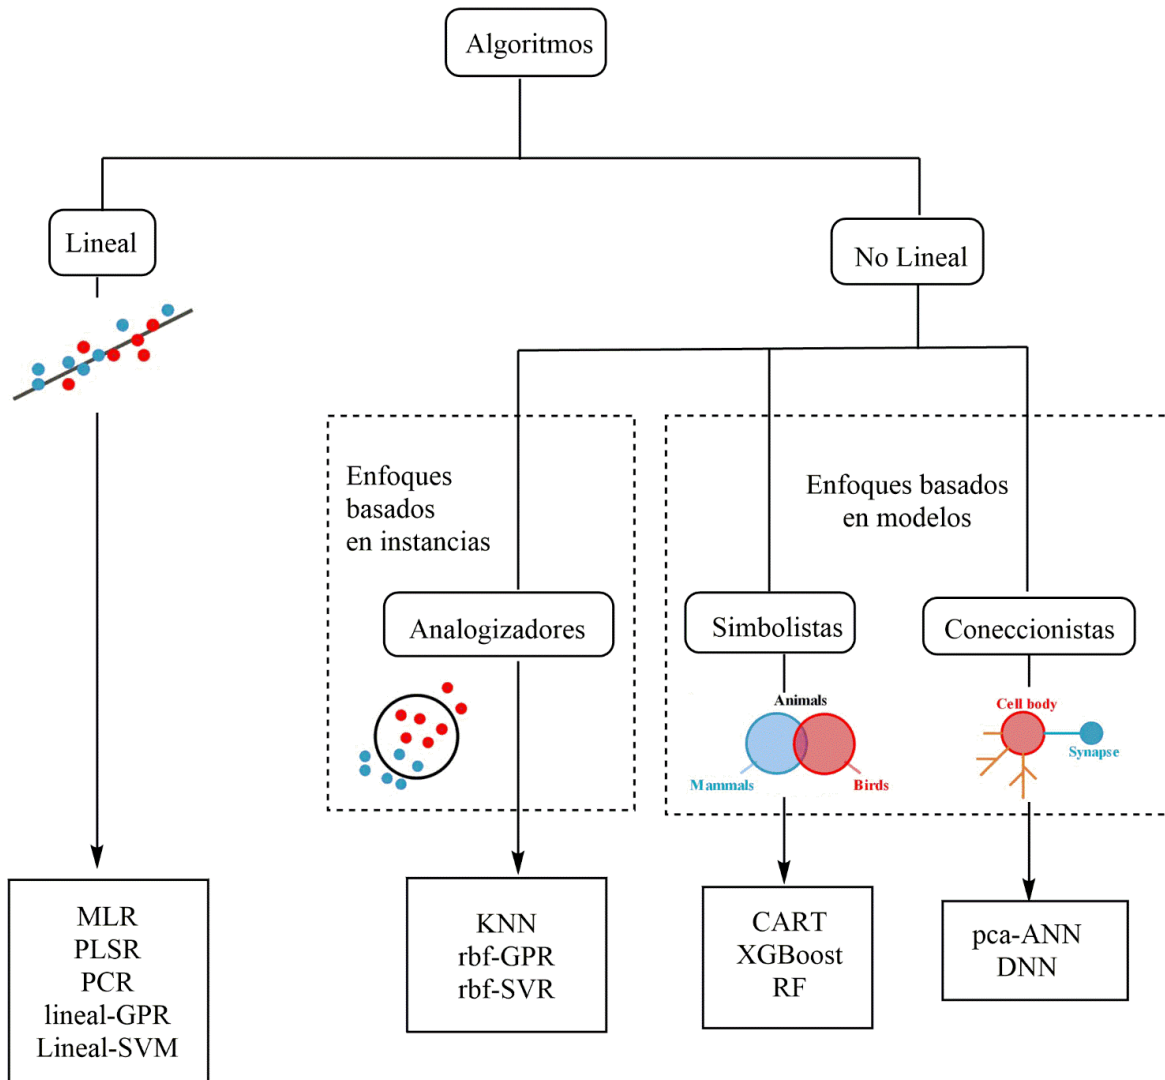 Algoritmos
Lineal
No Lineal
Enfoques
basados
en instancias
Enfoques basados
en modelos
Analogizadores
Simbolistas
Coneccionistas
Animals
Mammals
Birds
Cell body
Synapse
MLR
PLSR
PCR
lineal-GPR
Lineal-SVM
KNN
rbf-GPR
rbf-SVR
CART
XGBoost
RF
pca-ANN
DNN